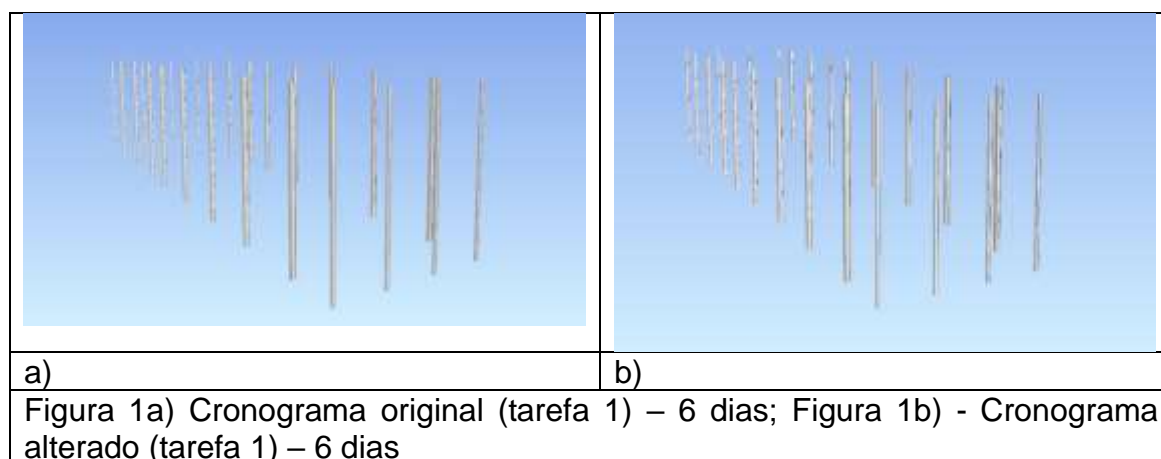 a)
b)
Figura 1a) Cronograma original (tarefa 1) – 6 dias; Figura 1b) - Cronograma
alterado (tarefa 1) – 6 dias